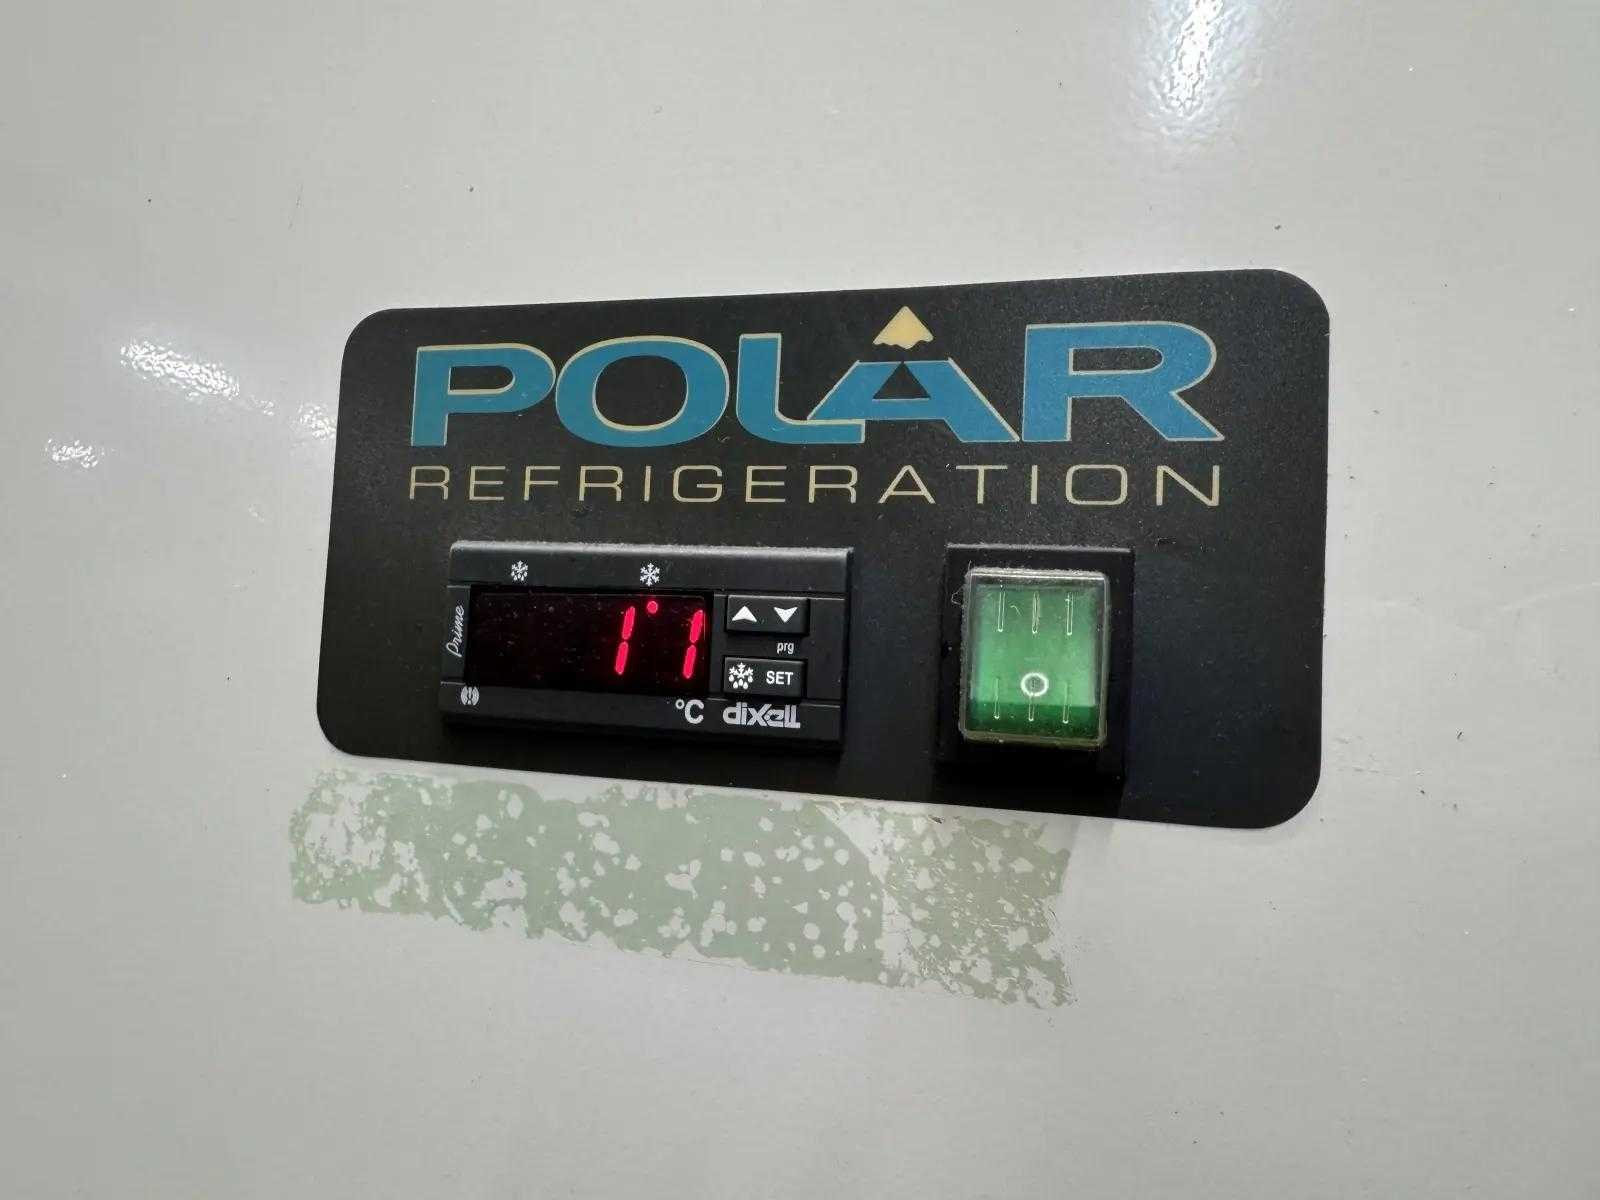 POLAR
REFRIGERATION
Prime
11
prg
SET
°C
dixell